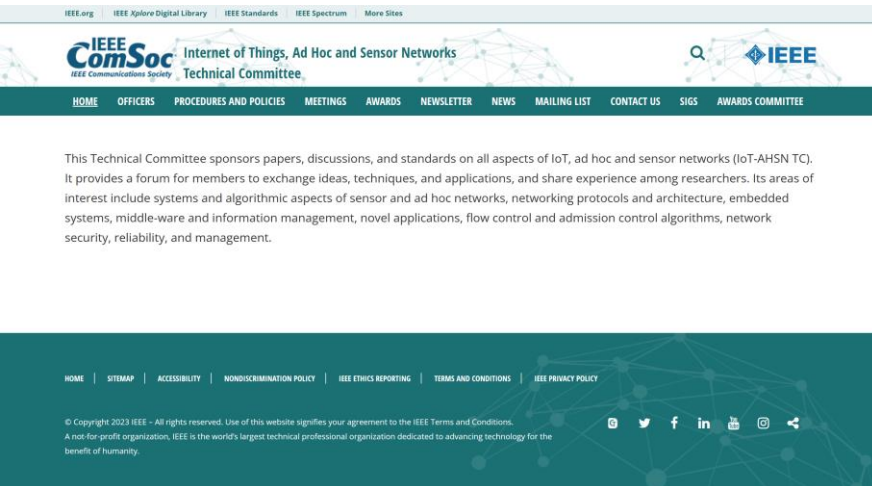 IEEE.org IEEE Xplore Digital Library IEEE Standards IEEE Spectrum More Sites
IEEE ComSoc
IEEE Communications Society
Internet of Things, Ad Hoc and Sensor Networks
Technical Committee
IEEE
HOME OFFICERS PROCEDURES AND POLICIES MEETINGS AWARDS NEWSLETTER NEWS MAILING LIST CONTACT US SIGS AWARDS COMMITTEE
This Technical Committee sponsors papers, discussions, and standards on all aspects of IoT, ad hoc and sensor networks (IoT-AHSN TC).
It provides a forum for members to exchange ideas, techniques, and applications, and share experience among researchers. Its areas of
interest include systems and algorithmic aspects of sensor and ad hoc networks, networking protocols and architecture, embedded
systems, middle-ware and information management, novel applications, flow control and admission control algorithms, network
security, reliability, and management.
HOME | SITEMAP | ACCESSIBILITY | NONDISCRIMINATION POLICY | IEEE ETHICS REPORTING | TERMS AND CONDITIONS | IEEE PRIVACY POLICY
© Copyright 2023 IEEE – All rights reserved. Use of this website signifies your agreement to the IEEE Terms and Conditions.
A not-for-profit organization, IEEE is the world's largest technical professional organization dedicated to advancing technology for the
benefit of humanity.